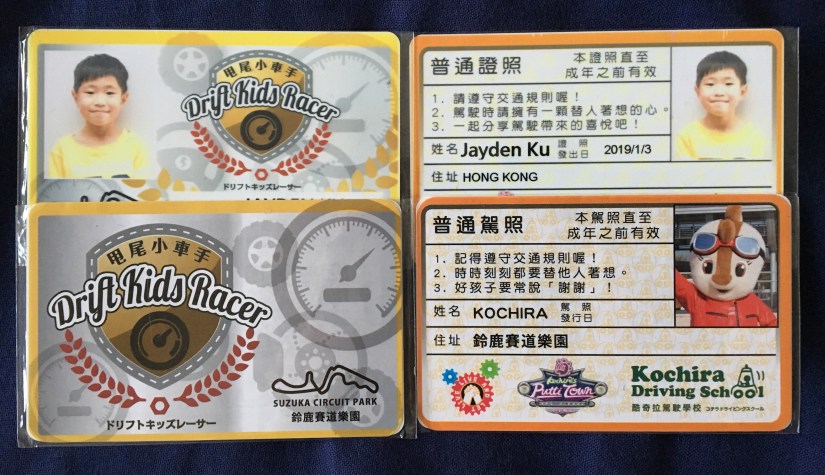 甩尾小車手
Drift Kids Racer
ドリフトキッズレーサー
普通證照
本證照直至
成年之前有效
1. 請遵守交通規則喔！
2. 駕駛時請擁有一顆替人著想的心。
3. 一起分享駕駛帶來的喜悅吧！
姓名 Jayden Ku 證照 發出日 2019/1/3
住址 HONG KONG
甩尾小車手
Drift Kids Racer
ドリフトキッズレーサー
SUZUKA CIRCUIT PARK
鈴鹿賽道樂園
普通駕照
本駕照直至
成年之前有效
1. 記得遵守交通規則喔！
2. 時時刻刻都要替他人著想。
3. 好孩子要常說「謝謝」！
姓名 KOCHIRA 駕照 發行日
住址 鈴鹿賽道樂園
Kochira's
Putti Town
Kochira
Driving School
酷奇拉駕駛學校 コチラドライビングスクール